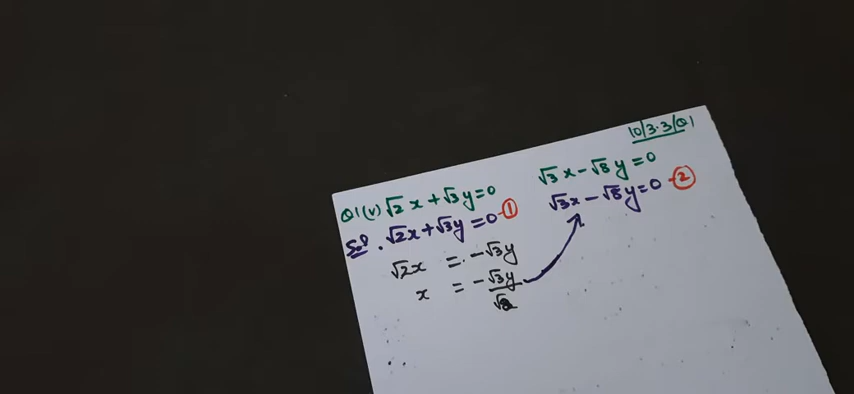 10/3.3/Q1
Q1(v) √2 x + √3 y = 0 √3 x - √8 y = 0
Sol. √2x + √3y = 0 -① √3x - √8y = 0 -②
√2x = -√3y
x = -√3y/√2